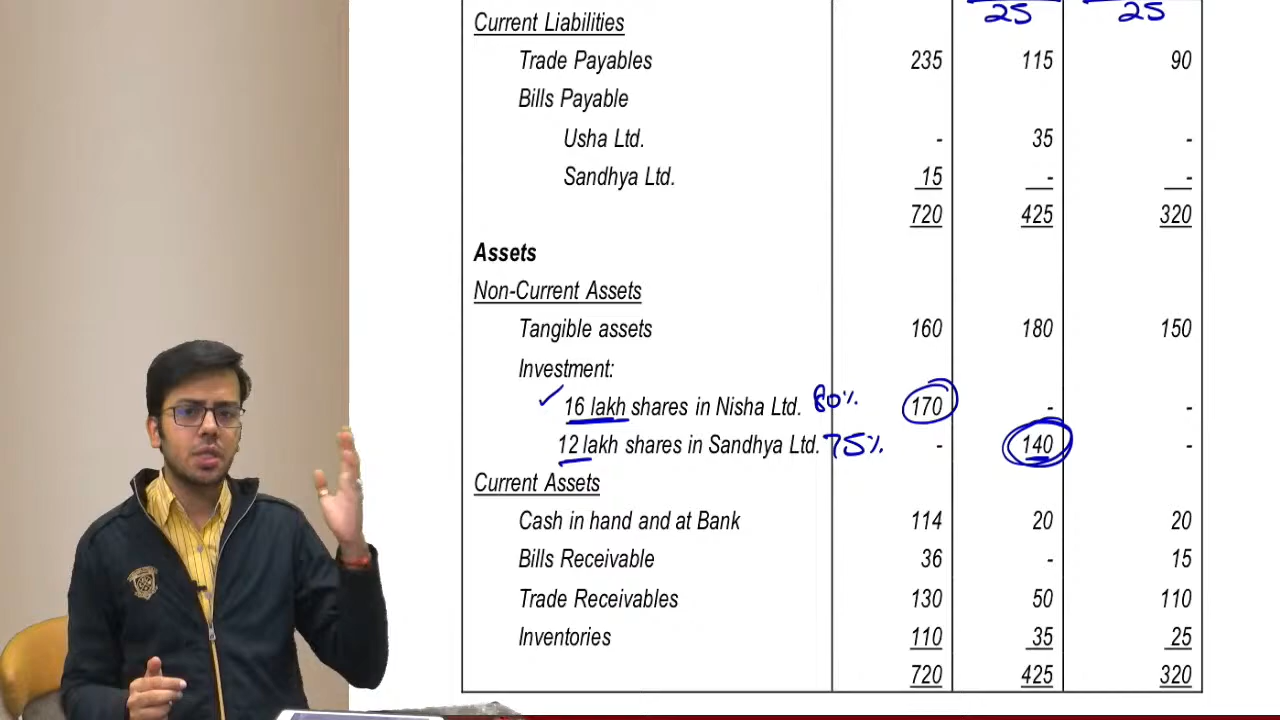 25 25
Current Liabilities
Trade Payables 235 115 90
Bills Payable
Usha Ltd. - 35 -
Sandhya Ltd. 15 - -
720 425 320
Assets
Non-Current Assets
Tangible assets 160 180 150
Investment:
✓ 16 lakh shares in Nisha Ltd. 80% 170 - -
12 lakh shares in Sandhya Ltd. 75% - 140 -
Current Assets
Cash in hand and at Bank 114 20 20
Bills Receivable 36 - 15
Trade Receivables 130 50 110
Inventories 110 35 25
720 425 320